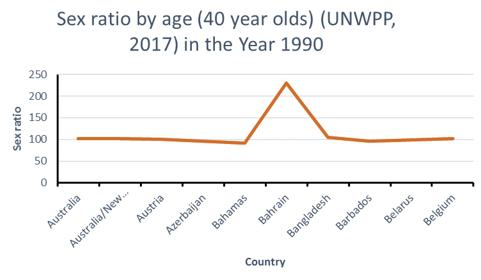 Sex ratio by age (40 year olds) (UNWPP,
2017) in the Year 1990
Sex ratio
250
200
150
100
50
0
Australia
Australia/New...
Austria
Azerbaijan
Bahamas
Bahrain
Bangladesh
Barbados
Belarus
Belgium
Country